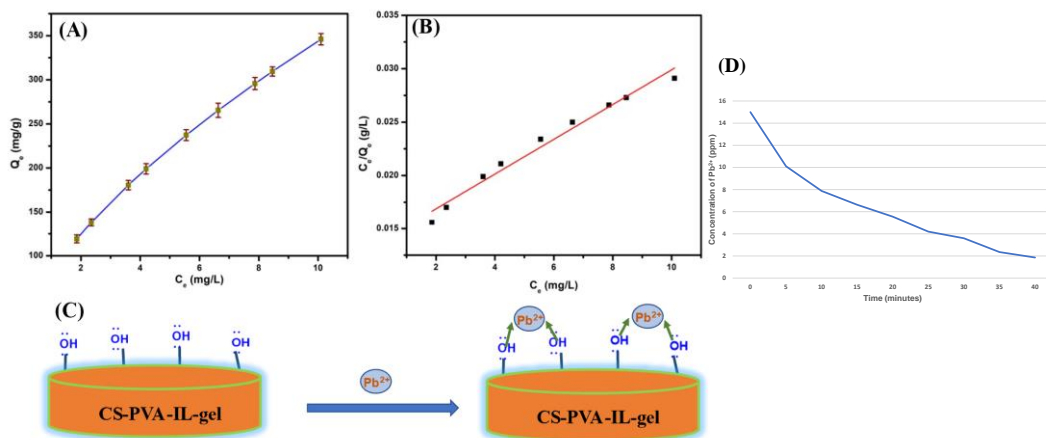 (A)
350
300
250
200
150
100
Qe (mg/g)
2 4 6 8 10
Ce (mg/L)
(B)
0.030
0.025
0.020
0.015
Ce/Qe (g/L)
2 4 6 8 10
Ce (mg/L)
(D)
16
14
12
10
8
6
4
2
0
Concentration of Pb²⁺ (ppm)
0 5 10 15 20 25 30 35 40
Time (minutes)
(C)
OH OH OH OH
CS-PVA-IL-gel
Pb²⁺
Pb²⁺ Pb²⁺
OH OH OH OH
CS-PVA-IL-gel